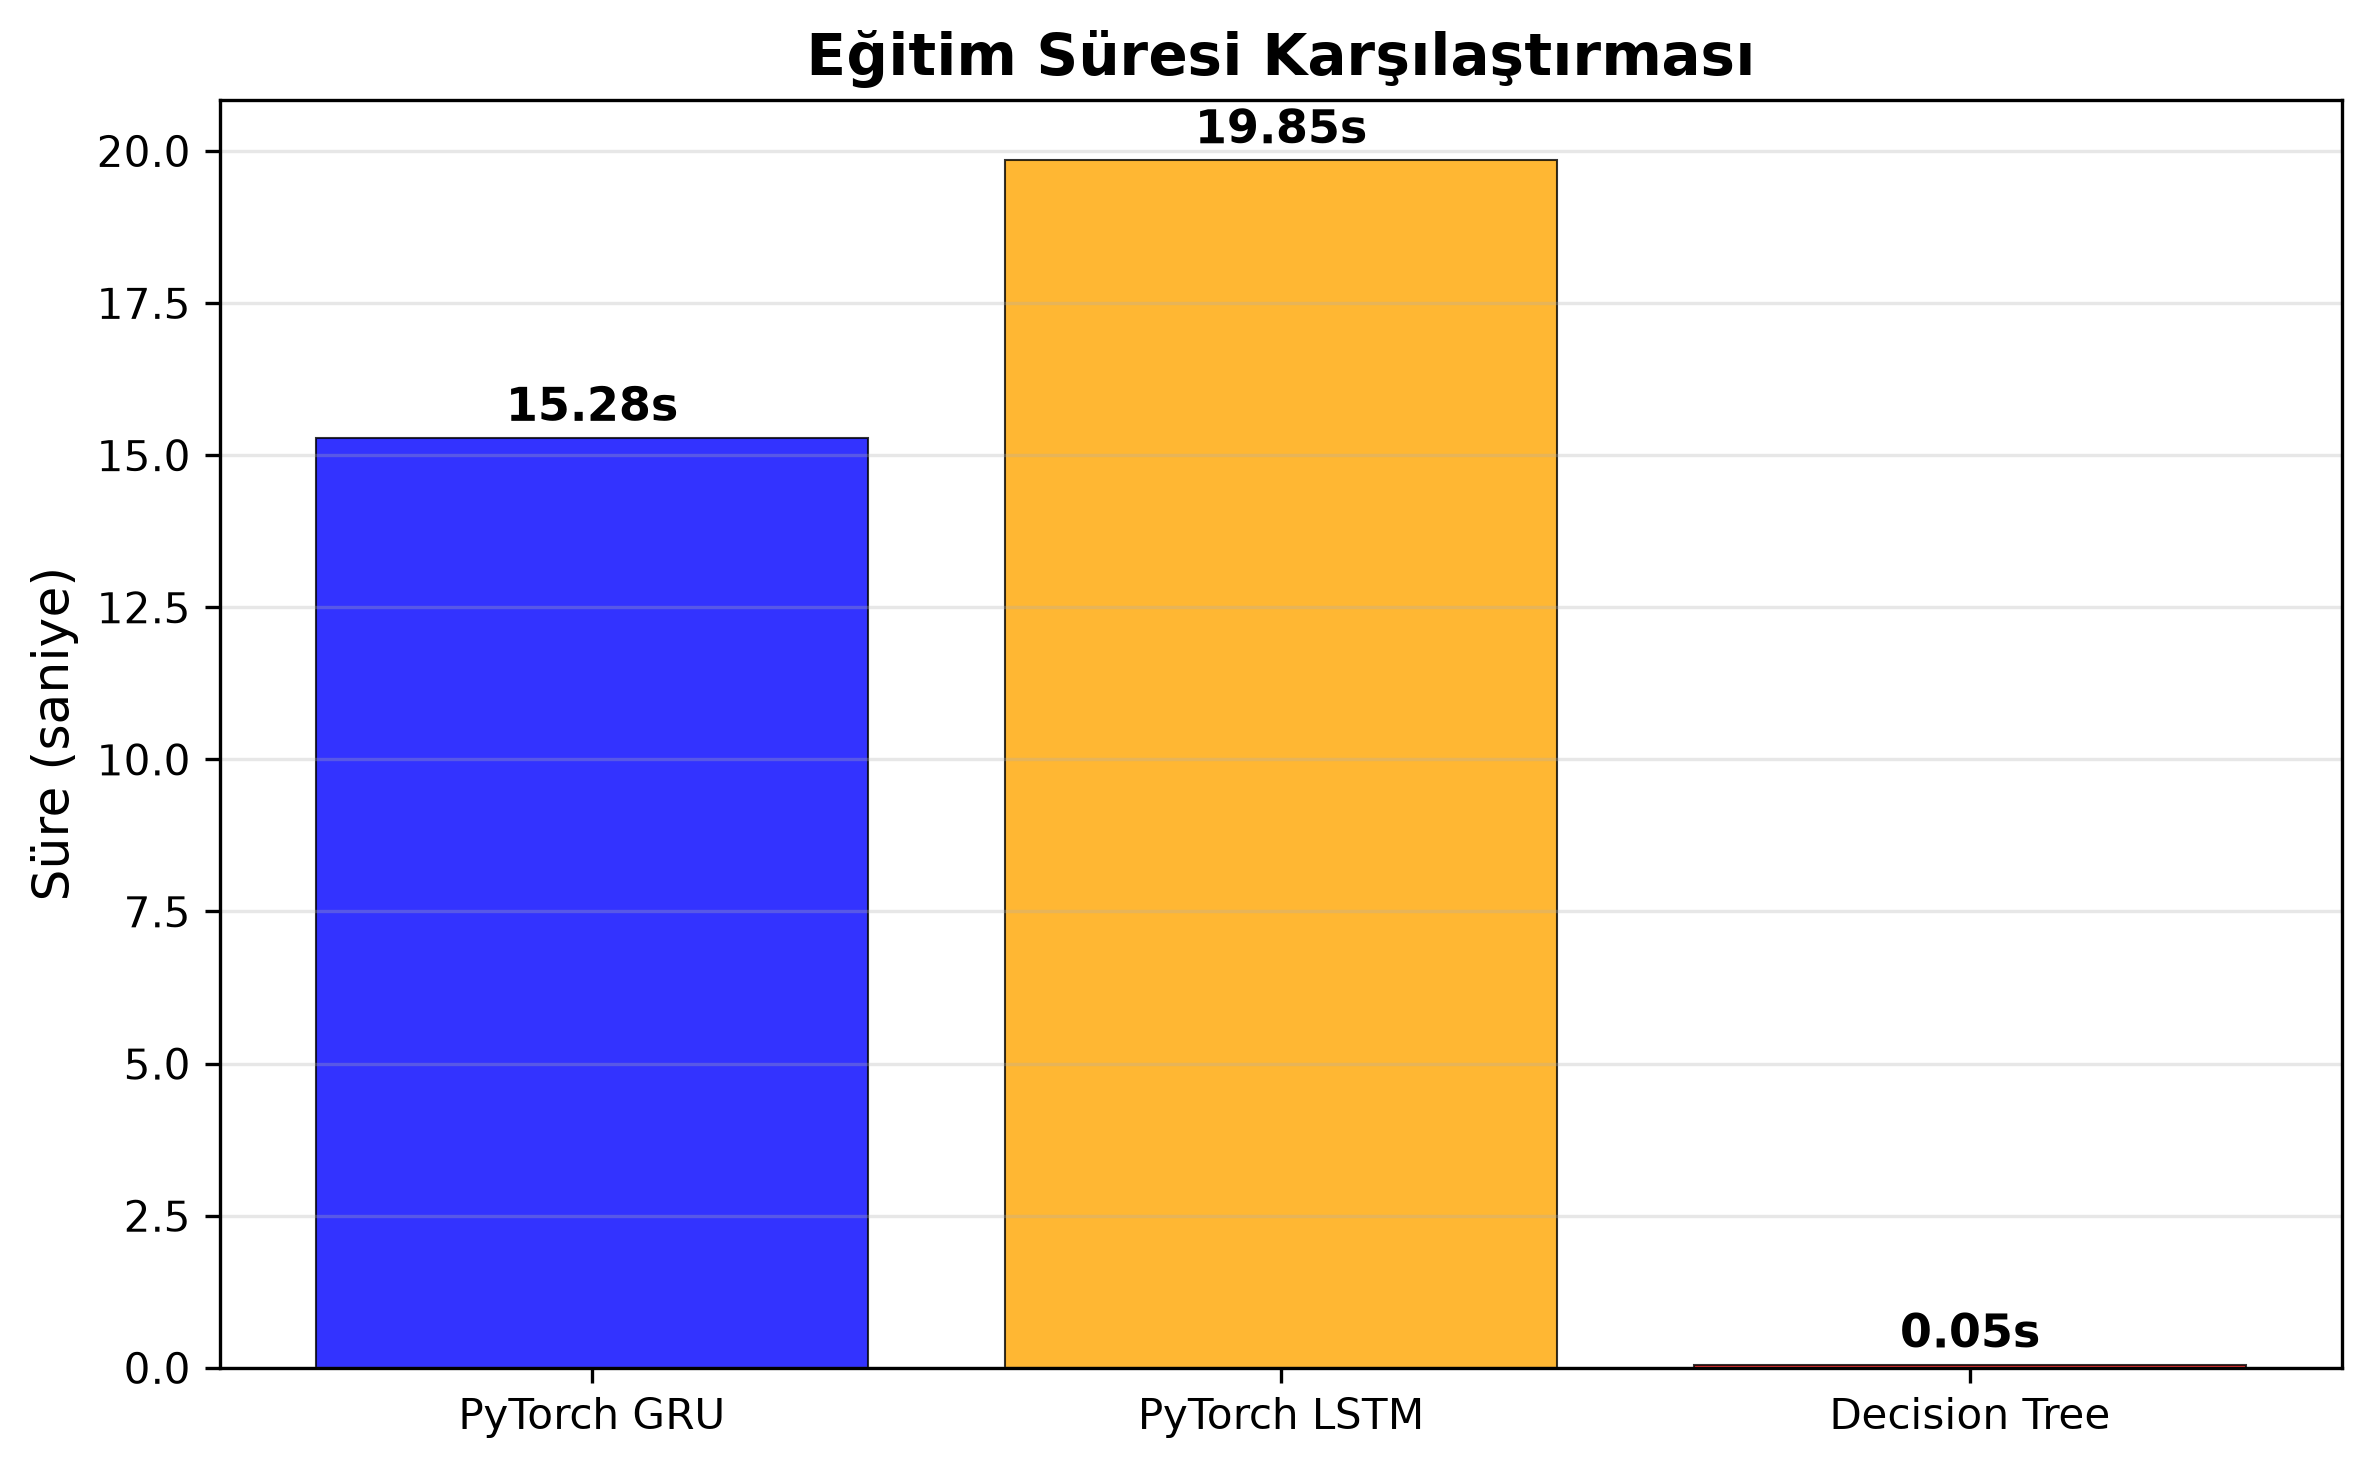 Eğitim Süresi Karşılaştırması
Süre (saniye)
20.0
17.5
15.0
12.5
10.0
7.5
5.0
2.5
0.0
15.28s
19.85s
0.05s
PyTorch GRU
PyTorch LSTM
Decision Tree